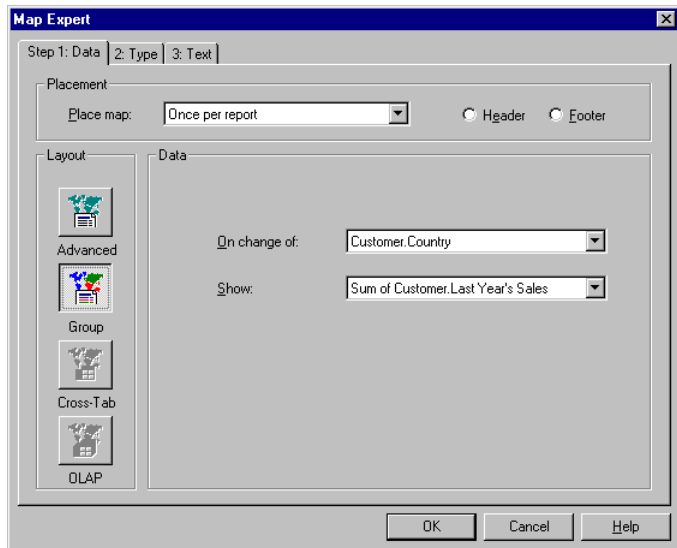 Map Expert
Step 1: Data 2: Type 3: Text
Placement
Place map: Once per report Header Footer
Layout Data
Advanced
On change of: Customer.Country
Group
Show: Sum of Customer.Last Year's Sales
Cross-Tab
OLAP
OK Cancel Help